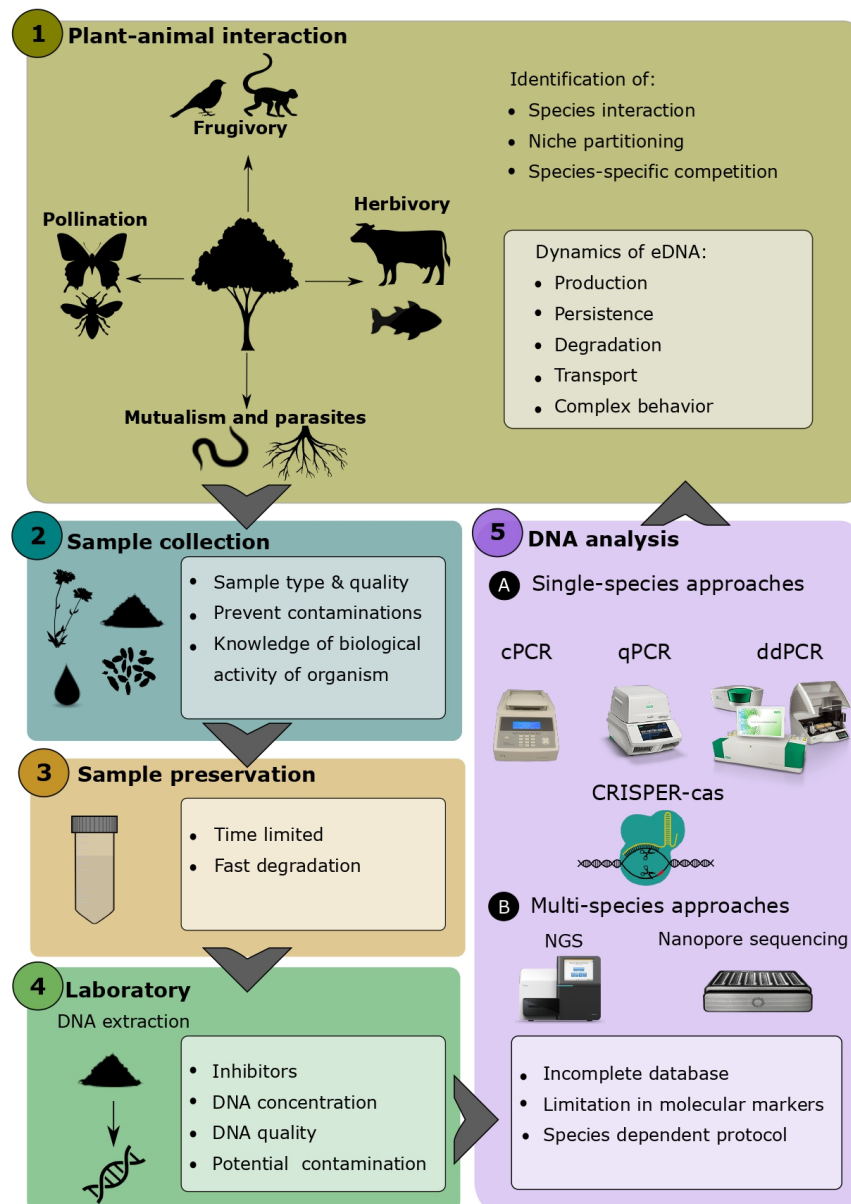 1 Plant-animal interaction
Frugivory
Pollination
Herbivory
Mutualism and parasites
Identification of:
• Species interaction
• Niche partitioning
• Species-specific competition
Dynamics of eDNA:
• Production
• Persistence
• Degradation
• Transport
• Complex behavior
2 Sample collection
• Sample type & quality
• Prevent contaminations
• Knowledge of biological
activity of organism
3 Sample preservation
• Time limited
• Fast degradation
4 Laboratory
DNA extraction
• Inhibitors
• DNA concentration
• DNA quality
• Potential contamination
5 DNA analysis
A Single-species approaches
cPCR
qPCR
ddPCR
CRISPER-cas
B Multi-species approaches
NGS
Nanopore sequencing
• Incomplete database
• Limitation in molecular markers
• Species dependent protocol